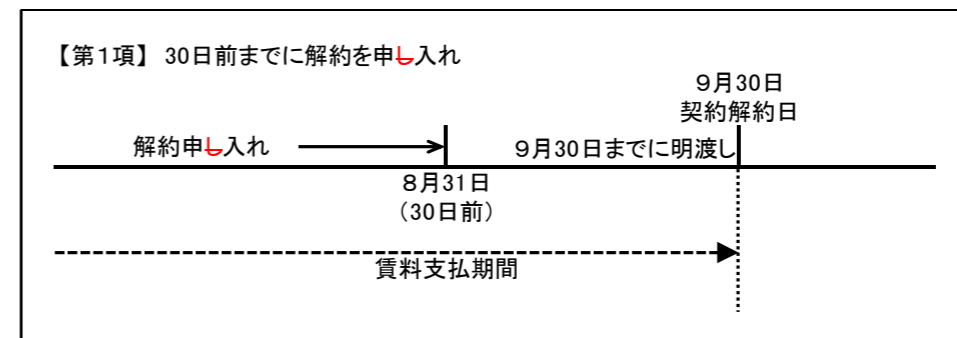 【第１項】 30日前までに解約を申し入れ
９月30日
契約解約日
解約申し入れ
９月30日までに明渡し
８月31日
（30日前）
賃料支払期間